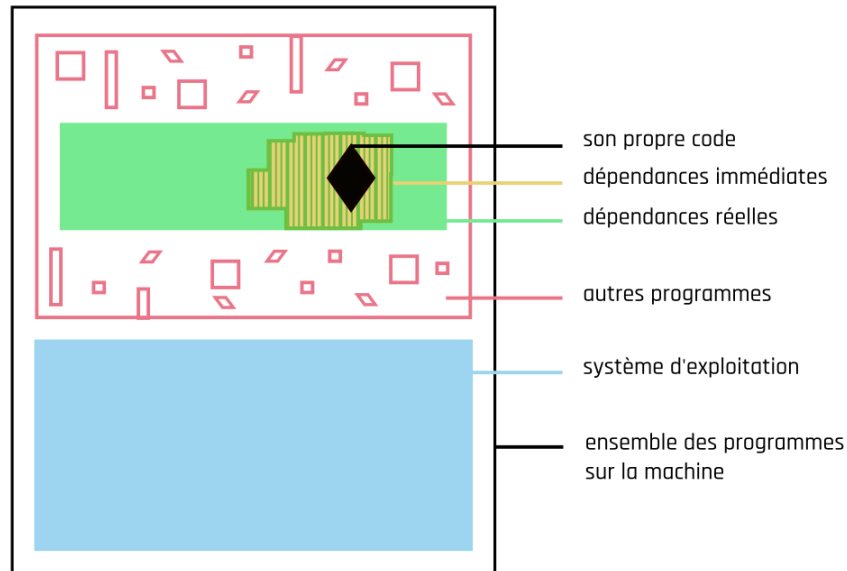 son propre code
dépendances immédiates
dépendances réelles
autres programmes
système d'exploitation
ensemble des programmes
sur la machine